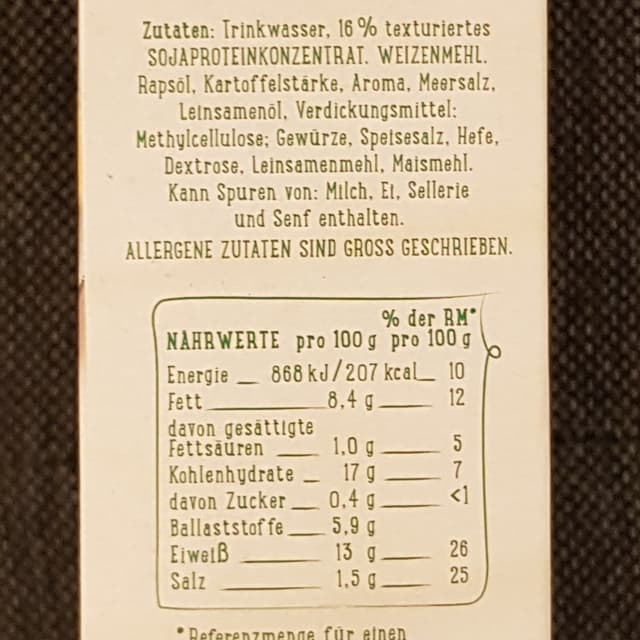 Zutaten: Trinkwasser, 16 % texturiertes
SOJAPROTEINKONZENTRAT. WEIZENMEHL.
Rapsöl, Kartoffelstärke, Aroma, Meersalz,
Leinsamenöl, Verdickungsmittel:
Methylcellulose; Gewürze, Speisesalz, Hefe,
Dextrose, Leinsamenmehl, Maismehl.
Kann Spuren von: Milch, Ei, Sellerie
und Senf enthalten.
ALLERGENE ZUTATEN SIND GROSS GESCHRIEBEN.
% der RM*
NÄHRWERTE pro 100 g pro 100 g
Energie 868 kJ/207 kcal 10
Fett 8,4 g 12
davon gesättigte
Fettsäuren 1,0 g 5
Kohlenhydrate 17 g 7
davon Zucker 0,4 g <1
Ballaststoffe 5,9 g
Eiweiß 13 g 26
Salz 1,5 g 25
*Referenzmenge für einen